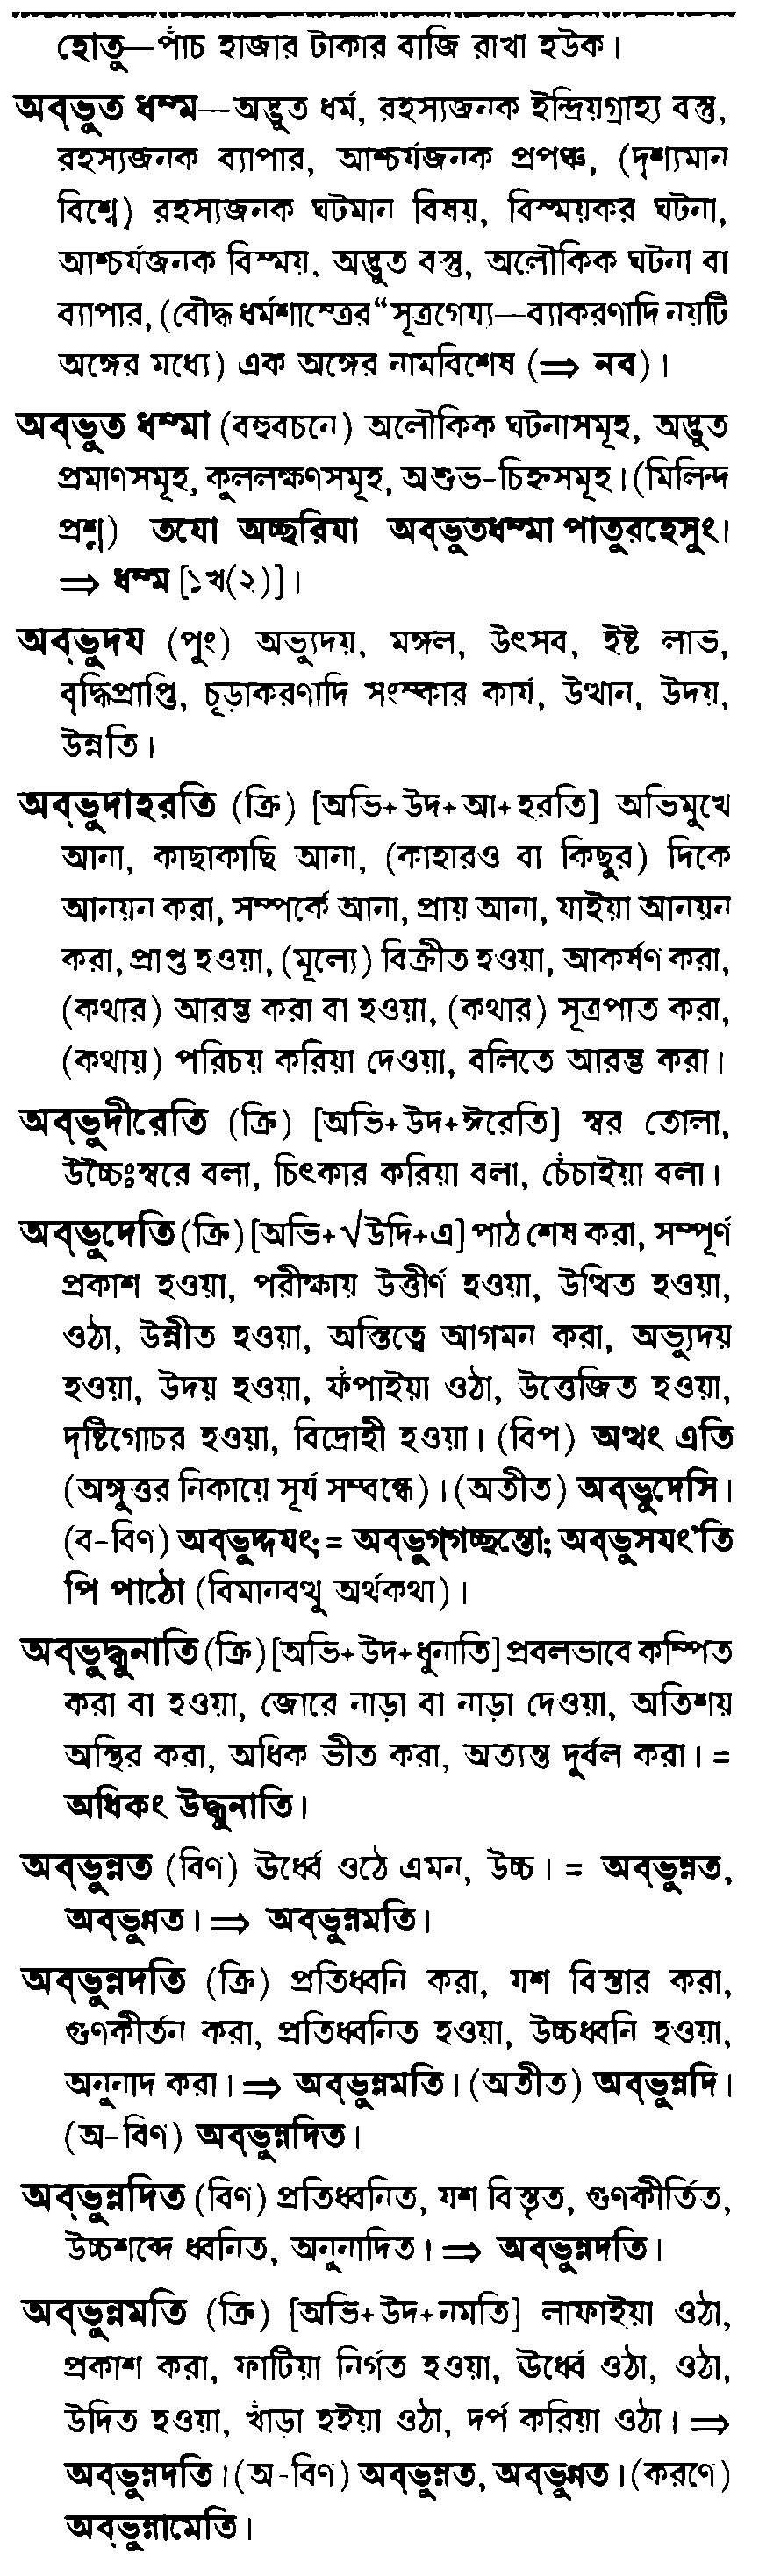 হোতু—পাঁচ হাজার টাকার বাজি রাখা হউক।
অব্ভুত ধম্ম—অদ্ভুত ধর্ম, রহস্যজনক ইন্দ্রিয়গ্রাহ্য বস্তু,
রহস্যজনক ব্যাপার, আশ্চর্যজনক প্রপঞ্চ, (দৃশ্যমান
বিশ্বে) রহস্যজনক ঘটমান বিষয়, বিস্ময়কর ঘটনা,
আশ্চর্যজনক বিস্ময়, অদ্ভুত বস্তু, অলৌকিক ঘটনা বা
ব্যাপার, (বৌদ্ধ ধর্মশাস্ত্রের “সূত্রগেয্য—ব্যাকরণাদি নয়টি
অঙ্গের মধ্যে) এক অঙ্গের নামবিশেষ (⇒ নব)।
অব্ভুত ধম্মা (বহুবচনে) অলৌকিক ঘটনাসমূহ, অদ্ভুত
প্রমাণসমূহ, কুললক্ষণসমূহ, অশুভ-চিহ্নসমূহ। (মিলিন্দ
প্রশ্ন) তযো অচ্ছরিযা অব্ভুতধম্মা পাতুরহেসুং।
⇒ ধম্ম [১খ(২)]।
অব্ভুদয (পুং) অভ্যুদয়, মঙ্গল, উৎসব, ইষ্ট লাভ,
বৃদ্ধিপ্রাপ্তি, চূড়াকরণাদি সংস্কার কার্য, উত্থান, উদয়,
উন্নতি।
অব্ভুদাহরতি (ক্রি) [অভি+উদ+আ+হরতি] অভিমুখে
আনা, কাছাকাছি আনা, (কাহারও বা কিছুর) দিকে
আনয়ন করা, সম্পর্কে আনা, প্রায় আনা, যাইয়া আনয়ন
করা, প্রাপ্ত হওয়া, (মূল্যে) বিক্রীত হওয়া, আকর্ষণ করা,
(কথার) আরম্ভ করা বা হওয়া, (কথার) সূত্রপাত করা,
(কথায়) পরিচয় করিয়া দেওয়া, বলিতে আরম্ভ করা।
অব্ভুদীরেতি (ক্রি) [অভি+উদ+ঈরেতি] স্বর তোলা,
উচ্চৈঃস্বরে বলা, চিৎকার করিয়া বলা, চেঁচাইয়া বলা।
অব্ভুদেতি (ক্রি) [অভি+√উদি+এ] পাঠ শেষ করা, সম্পূর্ণ
প্রকাশ হওয়া, পরীক্ষায় উত্তীর্ণ হওয়া, উত্থিত হওয়া,
ওঠা, উন্নীত হওয়া, অস্তিত্বে আগমন করা, অভ্যুদয়
হওয়া, উদয় হওয়া, ফঁপাইয়া ওঠা, উত্তেজিত হওয়া,
দৃষ্টিগোচর হওয়া, বিদ্রোহী হওয়া। (বিপ) অত্থং এতি
(অঙ্গুত্তর নিকায়ে সূর্য সম্বন্ধে)। (অতীত) অব্ভুদেসি।
(ব-বিণ) অব্ভুদ্দযং; = অব্ভুগ্গচ্ছন্তো; অব্ভুসযং'তি
পি পাঠো (বিমানবত্থু অর্থকথা)।
অব্ভুদ্ধুনাতি (ক্রি) [অভি+উদ+ধুনাতি] প্রবলভাবে কম্পিত
করা বা হওয়া, জোরে নাড়া বা নাড়া দেওয়া, অতিশয়
অস্থির করা, অধিক ভীত করা, অত্যন্ত দুর্বল করা। =
অধিকং উদ্ধুনাতি।
অব্ভুন্নত (বিণ) ঊর্ধ্বে ওঠে এমন, উচ্চ। = অব্ভুন্নত,
অব্ভুণ্নত। ⇒ অব্ভুন্নমতি।
অব্ভুন্নদতি (ক্রি) প্রতিধ্বনি করা, যশ বিস্তার করা,
গুণকীর্তন করা, প্রতিধ্বনিত হওয়া, উচ্চধ্বনি হওয়া,
অনুনাদ করা। ⇒ অব্ভুন্নমতি। (অতীত) অব্ভুন্নদি।
(অ-বিণ) অব্ভুন্নদিত।
অব্ভুন্নদিত (বিণ) প্রতিধ্বনিত, যশ বিস্তৃত, গুণকীর্তিত,
উচ্চশব্দে ধ্বনিত, অনুনাদিত। ⇒ অব্ভুন্নদতি।
অব্ভুন্নমতি (ক্রি) [অভি+উদ+নমতি] লাফাইয়া ওঠা,
প্রকাশ করা, ফাটিয়া নির্গত হওয়া, ঊর্ধ্বে ওঠা, ওঠা,
উদিত হওয়া, খাঁড়া হইয়া ওঠা, দর্প করিয়া ওঠা। ⇒
অব্ভুন্নদতি। (অ-বিণ) অব্ভুন্নত, অব্ভুণ্নত। (করণে)
অব্ভুন্নামেতি।